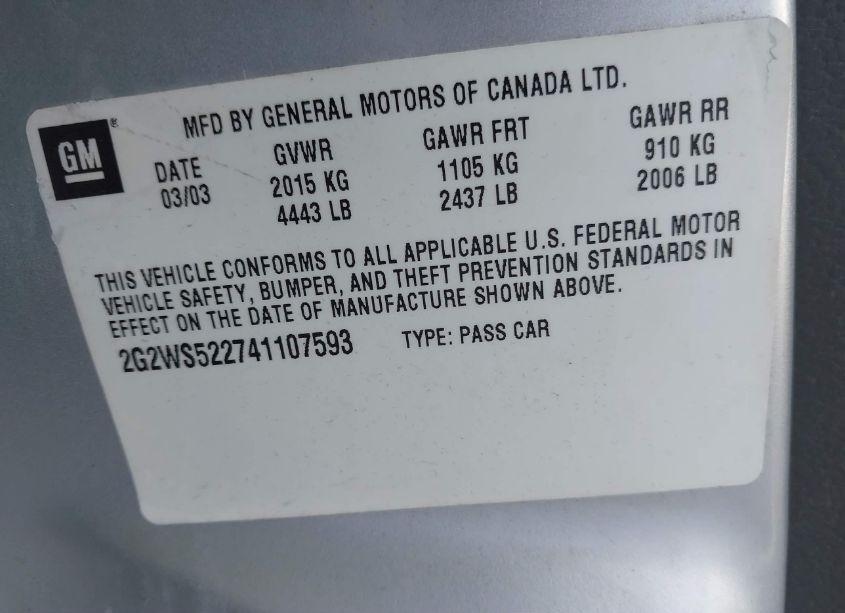 GM®
MFD BY GENERAL MOTORS OF CANADA LTD.
DATE GVWR GAWR FRT GAWR RR
03/03 2015 KG 1105 KG 910 KG
4443 LB 2437 LB 2006 LB
THIS VEHICLE CONFORMS TO ALL APPLICABLE U.S. FEDERAL MOTOR
VEHICLE SAFETY, BUMPER, AND THEFT PREVENTION STANDARDS IN
EFFECT ON THE DATE OF MANUFACTURE SHOWN ABOVE.
2G2WS522741107593 TYPE: PASS CAR